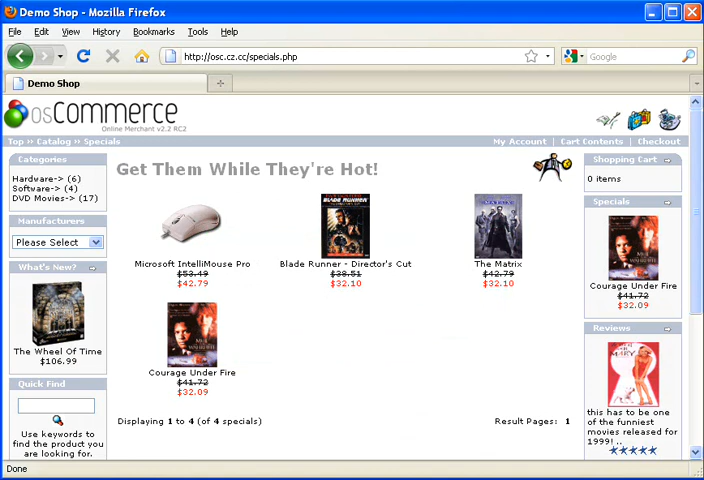 Demo Shop - Mozilla Firefox
File Edit View History Bookmarks Tools Help
http://osc.cz.cc/specials.php
Google
Demo Shop
osCommerce
Online Merchant v2.2 RC2
Top >> Catalog >> Specials
My Account | Cart Contents | Checkout
Categories
Hardware-> (6)
Software-> (4)
DVD Movies-> (17)
Manufacturers
Please Select
What's New?
The Wheel Of Time
$106.99
Quick Find
Use keywords to
find the product you
are looking for.
Get Them While They're Hot!
Microsoft IntelliMouse Pro
$53.49
$42.79
BLADE RUNNER
Blade Runner - Director's Cut
$38.51
$32.10
The Matrix
$42.79
$32.10
Courage Under Fire
$41.72
$32.09
Displaying 1 to 4 (of 4 specials)
Result Pages: 1
Shopping Cart
0 items
Specials
Courage Under Fire
$41.72
$32.09
Reviews
MARY
this has to be one
of the funniest
movies released for
1999! ..
Done